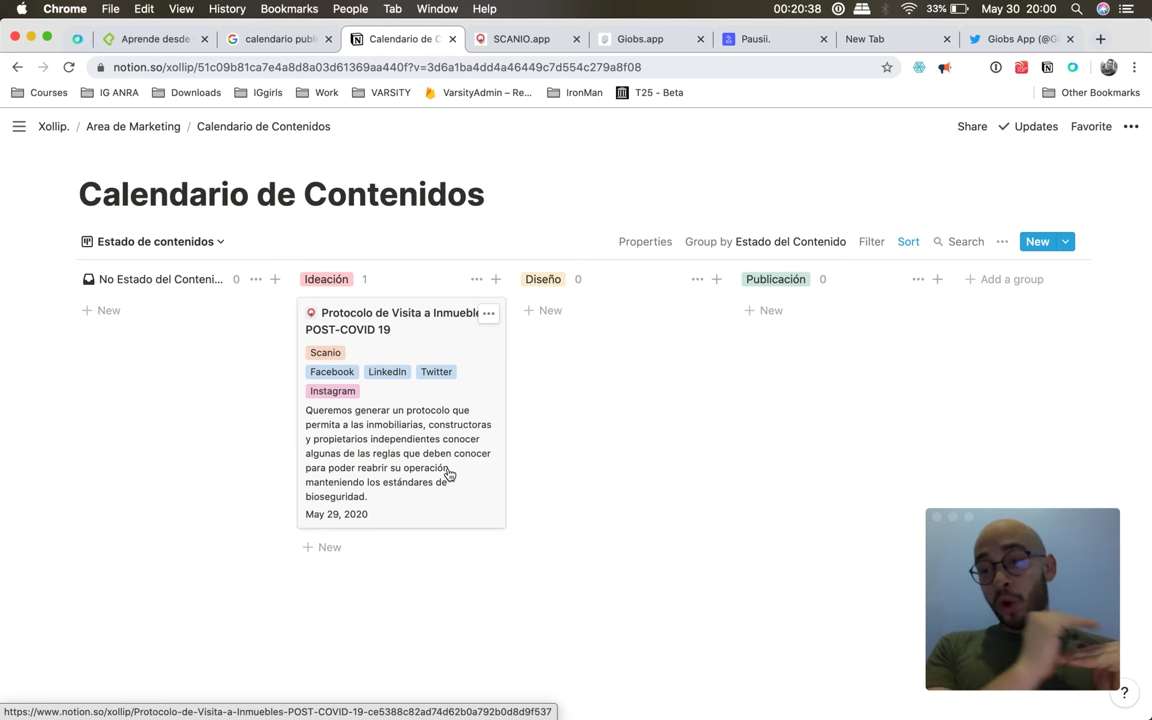 Chrome File Edit View History Bookmarks People Tab Window Help 00:20:38 33% May 30 20:00
Aprende desde
calendario publi
Calendario de C
SCANIO.app
Giobs.app
Pausii.
New Tab
Giobs App (@G
notion.so/xollip/51c09b81ca7e4a8d8a03d61369aa440f?v=3d6a1ba4dd4a46449c7d554c279a8f08
Courses IG ANRA Downloads IGgirls Work VARSITY VarsityAdmin – Re... IronMan T25 - Beta Other Bookmarks
Xollip. / Area de Marketing / Calendario de Contenidos Share Updates Favorite
Calendario de Contenidos
Estado de contenidos Properties Group by Estado del Contenido Filter Sort Search New
No Estado del Conteni... 0 Ideación 1 Diseño 0 Publicación 0 + Add a group
+ New
+ New
+ New
Protocolo de Visita a Inmueble
POST-COVID 19
Scanio
Facebook LinkedIn Twitter
Instagram
Queremos generar un protocolo que
permita a las inmobiliarias, constructoras
y propietarios independientes conocer
algunas de las reglas que deben conocer
para poder reabrir su operación
manteniendo los estándares de
bioseguridad.
May 29, 2020
+ New
?
https://www.notion.so/xollip/Protocolo-de-Visita-a-Inmuebles-POST-COVID-19-ce5388c82ad74d62b0a792b0d8d9f537